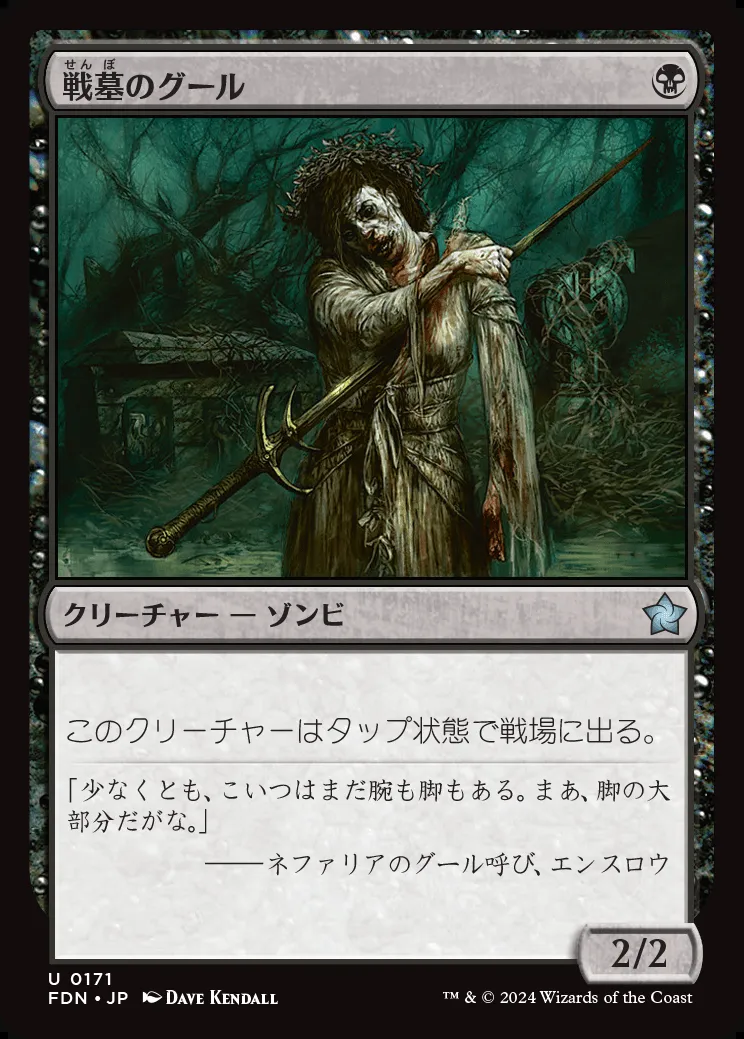 せんぼ
戦墓のグール
クリーチャー — ゾンビ
このクリーチャーはタップ状態で戦場に出る。
「少なくとも、こいつはまだ腕も脚もある。まあ、脚の大
部分だがな。」
——ネファリアのグール呼び、エンスロウ
2/2
U 0171
FDN • JP DAVE KENDALL
™ & © 2024 Wizards of the Coast